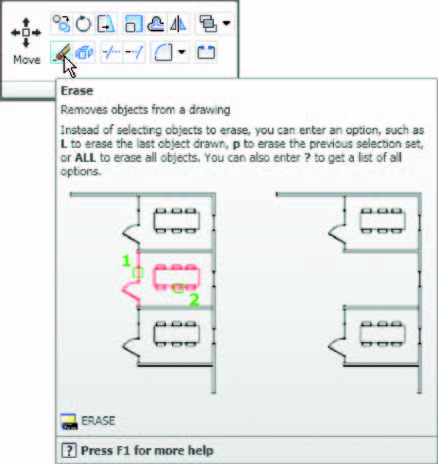 Move
Erase
Removes objects from a drawing
Instead of selecting objects to erase, you can enter an option, such as
L to erase the last object drawn, p to erase the previous selection set,
or ALL to erase all objects. You can also enter ? to get a list of all
options.
1
2
ERASE
? Press F1 for more help